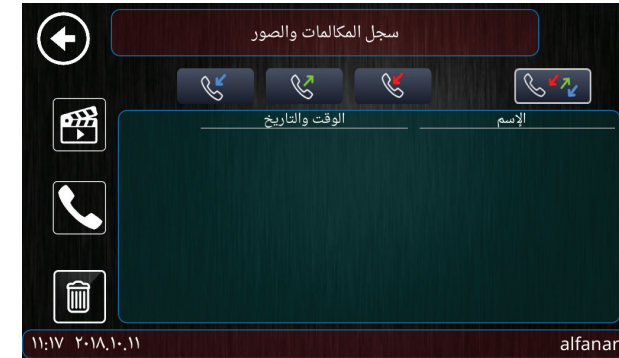 سجل المكالمات والصور
الإسم
الوقت والتاريخ
١١:١٧ ٢٠١٨.١٠.١١
alfanar